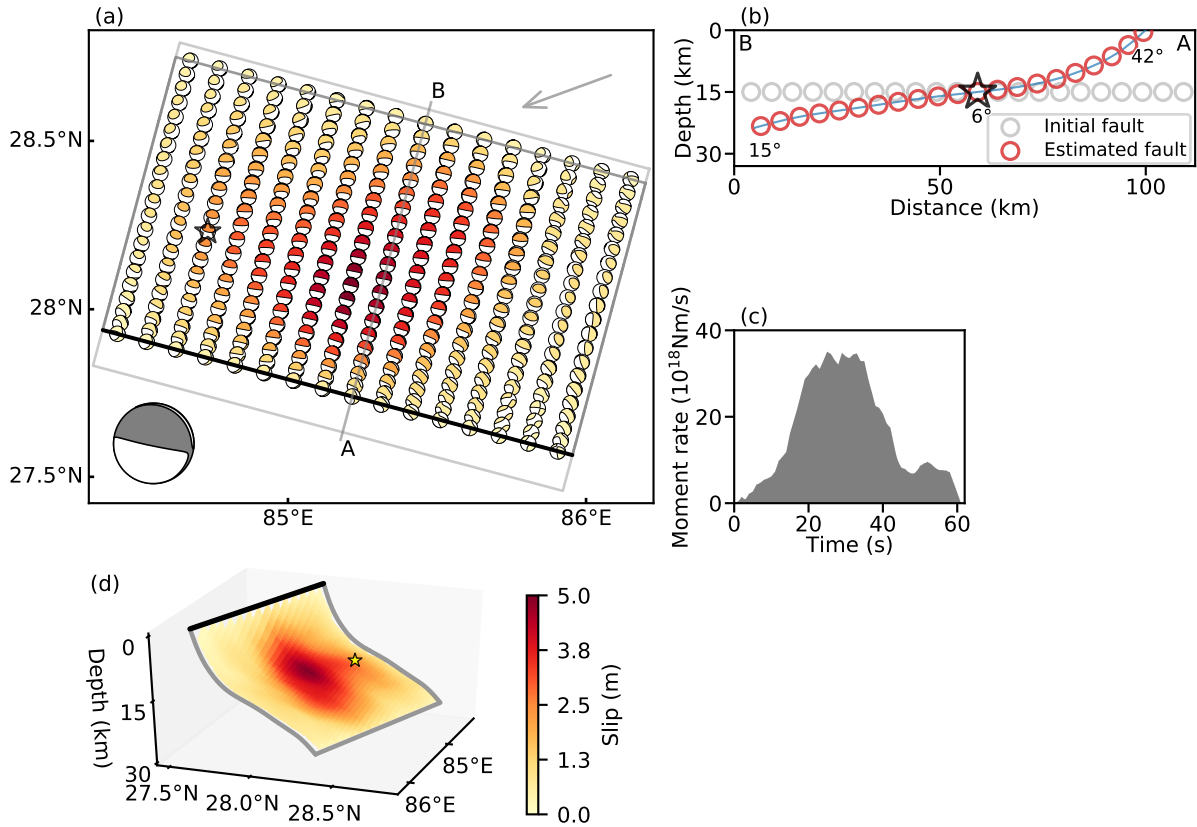 (a)
28.5°N
28°N
27.5°N
85°E
86°E
B
A
(b)
B
A
Depth (km)
0
15
30
42°
6°
15°
Initial fault
Estimated fault
0
50
100
Distance (km)
(c)
Moment rate (10¹⁸Nm/s)
40
20
0
0
20
40
60
Time (s)
(d)
Depth (km)
0
15
30
27.5°N
28.0°N
28.5°N
86°E
85°E
5.0
3.8
2.5
1.3
0.0
Slip (m)